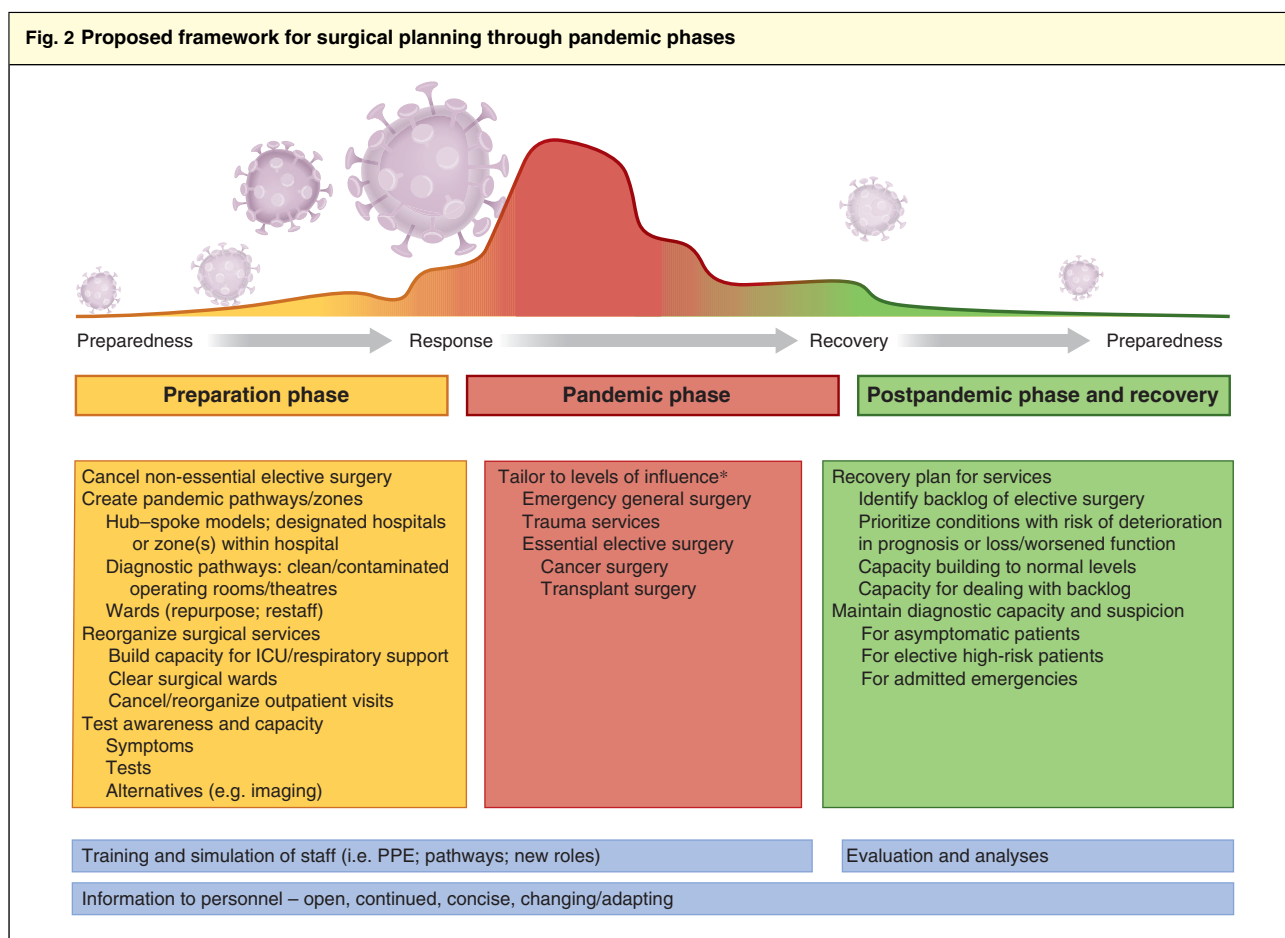 Fig. 2 Proposed framework for surgical planning through pandemic phases
Preparedness
Response
Recovery
Preparedness
Preparation phase
Pandemic phase
Postpandemic phase and recovery
Cancel non-essential elective surgery
Create pandemic pathways/zones
Hub–spoke models; designated hospitals
or zone(s) within hospital
Diagnostic pathways: clean/contaminated
operating rooms/theatres
Wards (repurpose; restaff)
Reorganize surgical services
Build capacity for ICU/respiratory support
Clear surgical wards
Cancel/reorganize outpatient visits
Test awareness and capacity
Symptoms
Tests
Alternatives (e.g. imaging)
Tailor to levels of influence*
Emergency general surgery
Trauma services
Essential elective surgery
Cancer surgery
Transplant surgery
Recovery plan for services
Identify backlog of elective surgery
Prioritize conditions with risk of deterioration
in prognosis or loss/worsened function
Capacity building to normal levels
Capacity for dealing with backlog
Maintain diagnostic capacity and suspicion
For asymptomatic patients
For elective high-risk patients
For admitted emergencies
Training and simulation of staff (i.e. PPE; pathways; new roles)
Evaluation and analyses
Information to personnel – open, continued, concise, changing/adapting